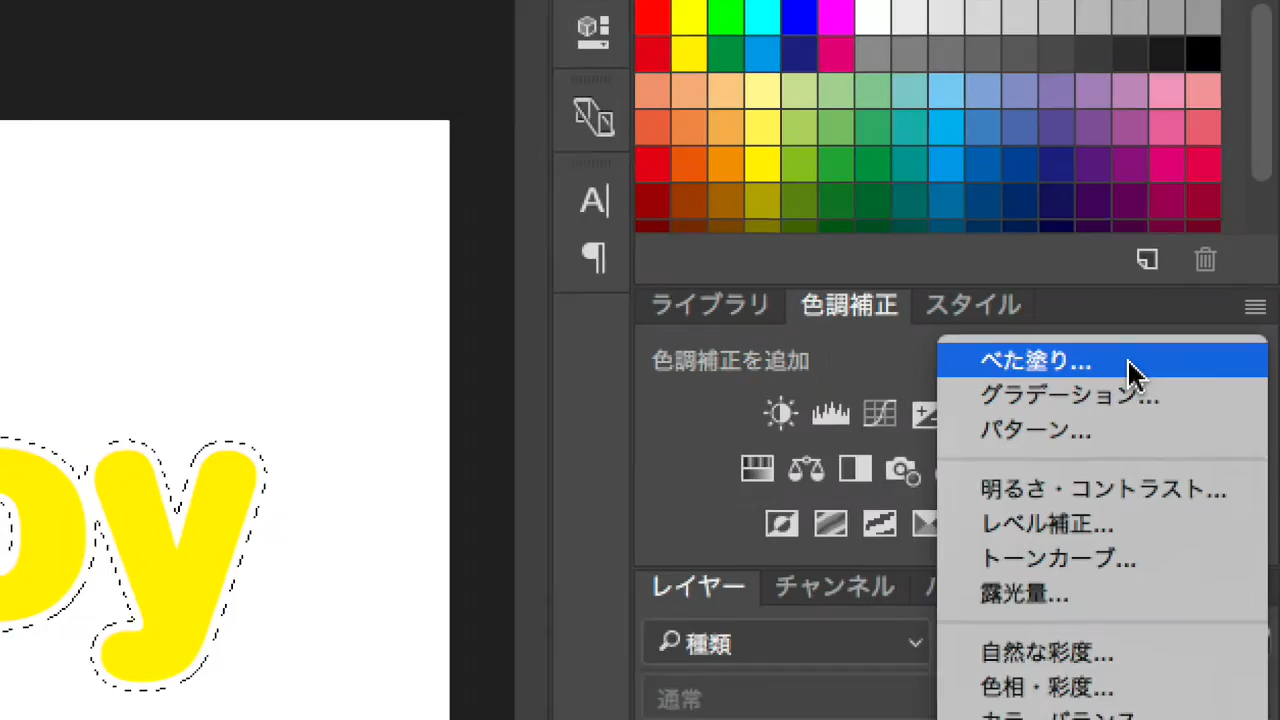 A|
ライブラリ 色調補正 スタイル
色調補正を追加
べた塗り...
グラデーション...
パターン...
明るさ・コントラスト...
レベル補正...
トーンカーブ...
露光量...
自然な彩度...
色相・彩度...
y
レイヤー チャンネル
種類
通常